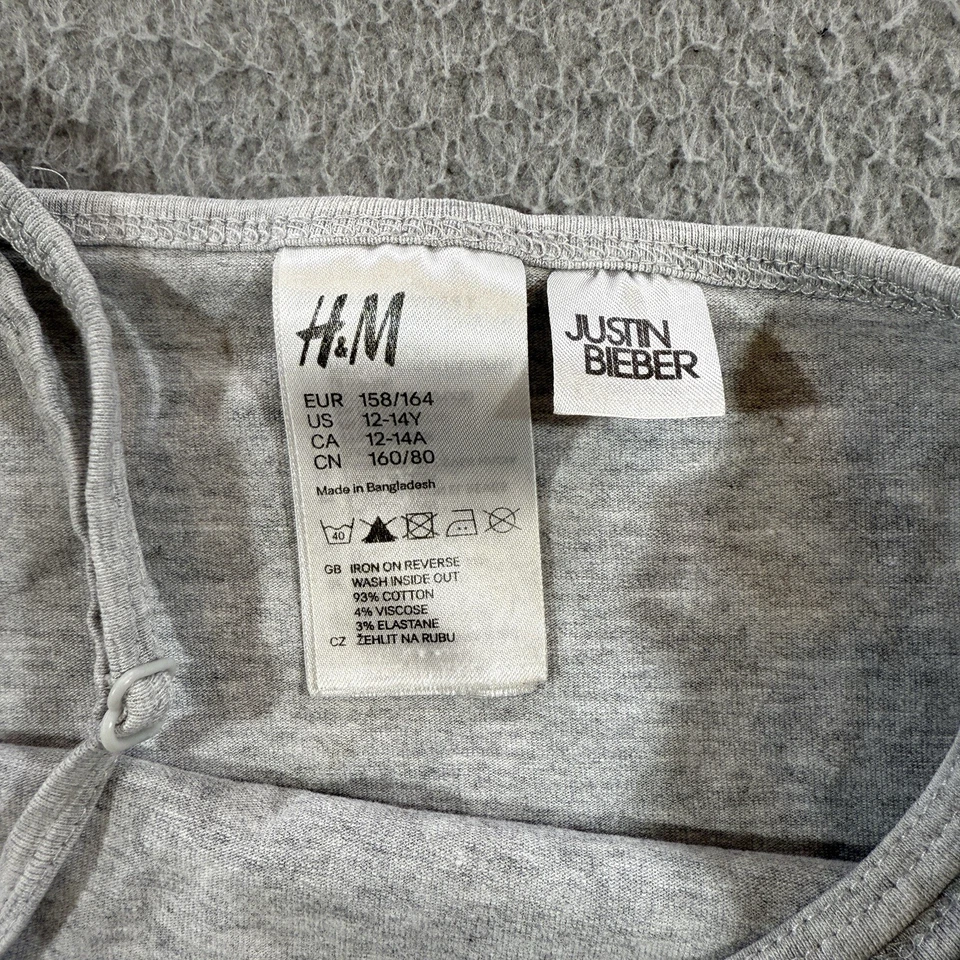 H&M
EUR 158/164
US 12-14Y
CA 12-14A
CN 160/80
Made in Bangladesh
40
GB IRON ON REVERSE
WASH INSIDE OUT
93% COTTON
4% VISCOSE
3% ELASTANE
CZ ŽEHLIT NA RUBU
JUSTIN
BIEBER